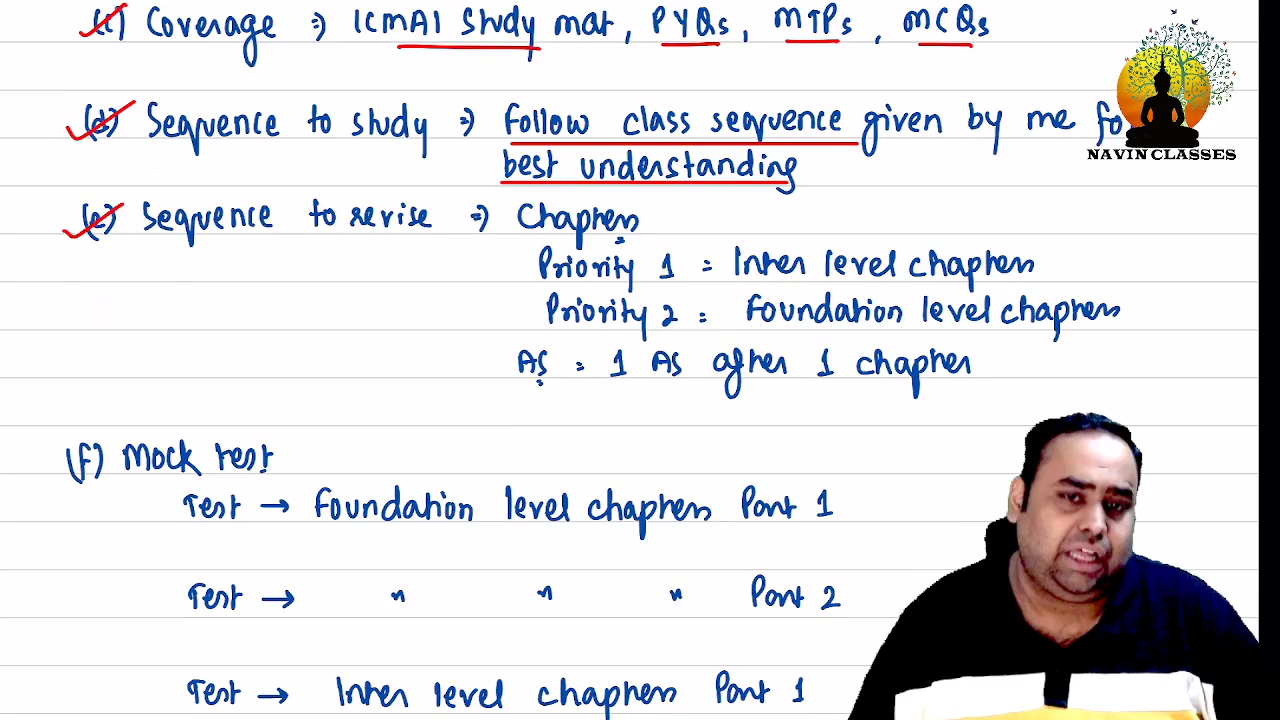 (c) Coverage ⇒ ICMAI Study mat, PYQs, MTPs, MCQs
(d) Sequence to study ⇒ Follow class sequence given by me fo
best understanding
NAVIN CLASSES
(e) Sequence to revise ⇒ Chapters
Priority 1 = Inter level chapters
Priority 2 = Foundation level chapters
AS = 1 AS after 1 chapter
(f) Mock test
Test → Foundation level chapters Part 1
Test → " " " Part 2
Test → Inter level chapters Part 1